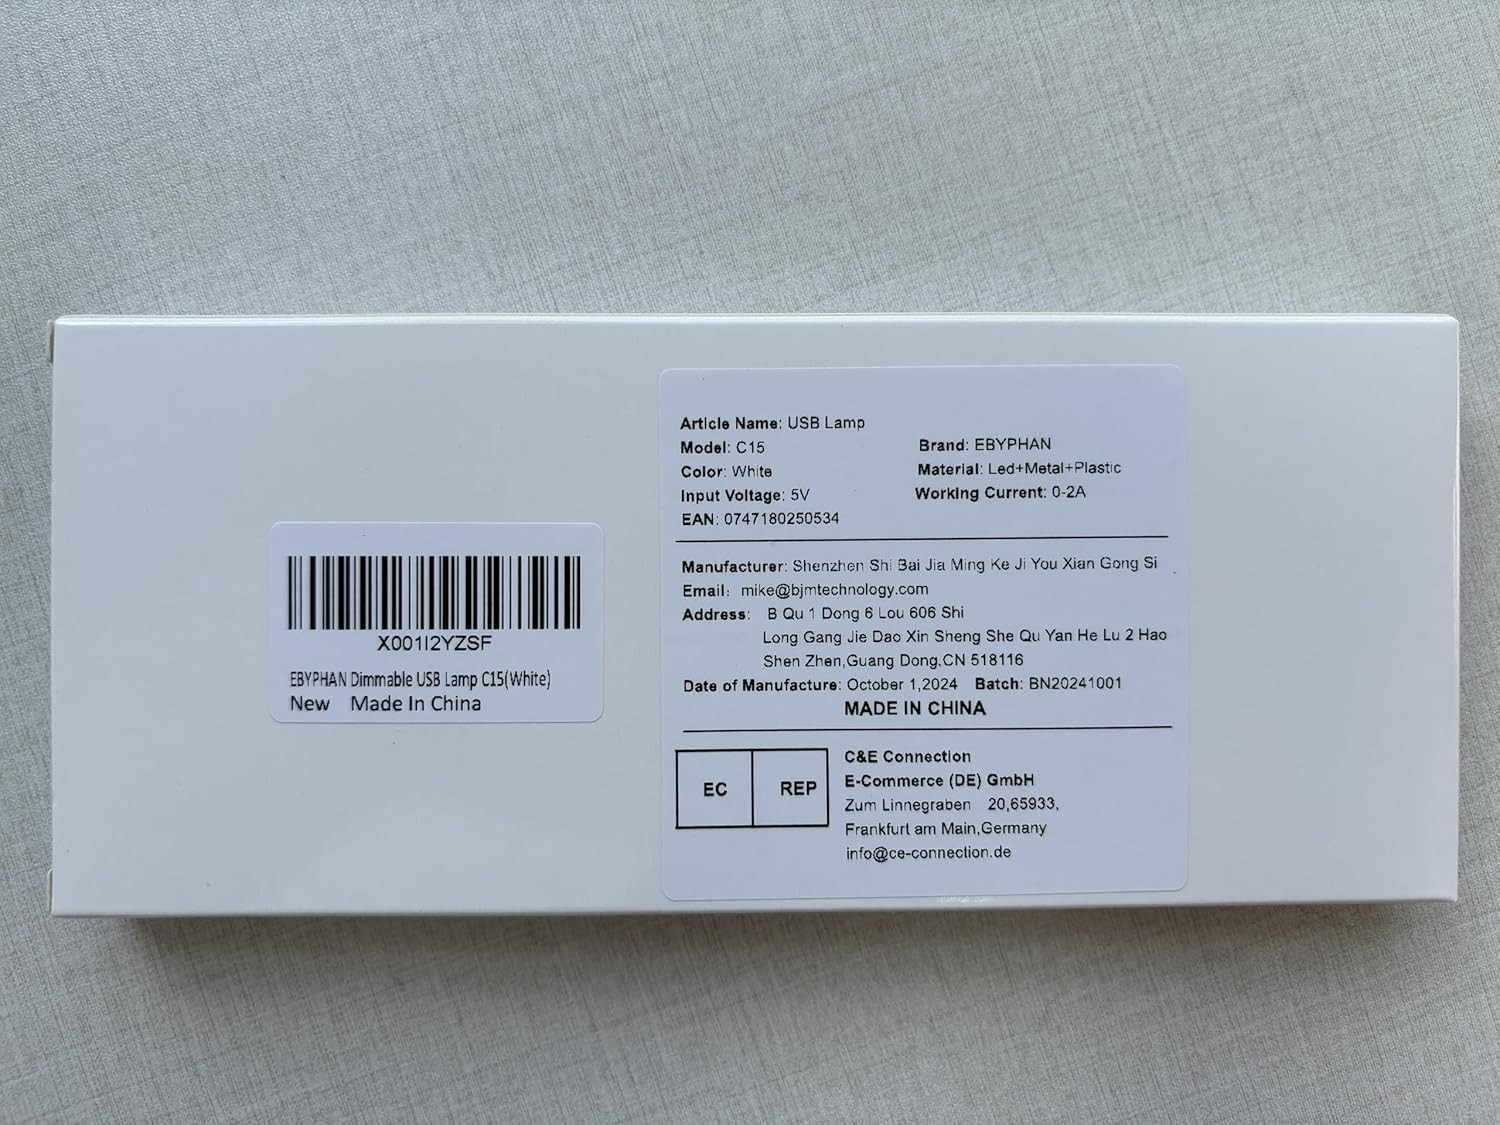 X001I2YZSF
EBYPHAN Dimmable USB Lamp C15(White)
New Made In China
Article Name: USB Lamp
Model: C15 Brand: EBYPHAN
Color: White Material: Led+Metal+Plastic
Input Voltage: 5V Working Current: 0-2A
EAN: 0747180250534
Manufacturer: Shenzhen Shi Bai Jia Ming Ke Ji You Xian Gong Si
Email: mike@bjmtechnology.com
Address: B Qu 1 Dong 6 Lou 606 Shi
Long Gang Jie Dao Xin Sheng She Qu Yan He Lu 2 Hao
Shen Zhen,Guang Dong,CN 518116
Date of Manufacture: October 1,2024 Batch: BN20241001
MADE IN CHINA
EC REP
C&E Connection
E-Commerce (DE) GmbH
Zum Linnegraben 20,65933,
Frankfurt am Main,Germany
info@ce-connection.de